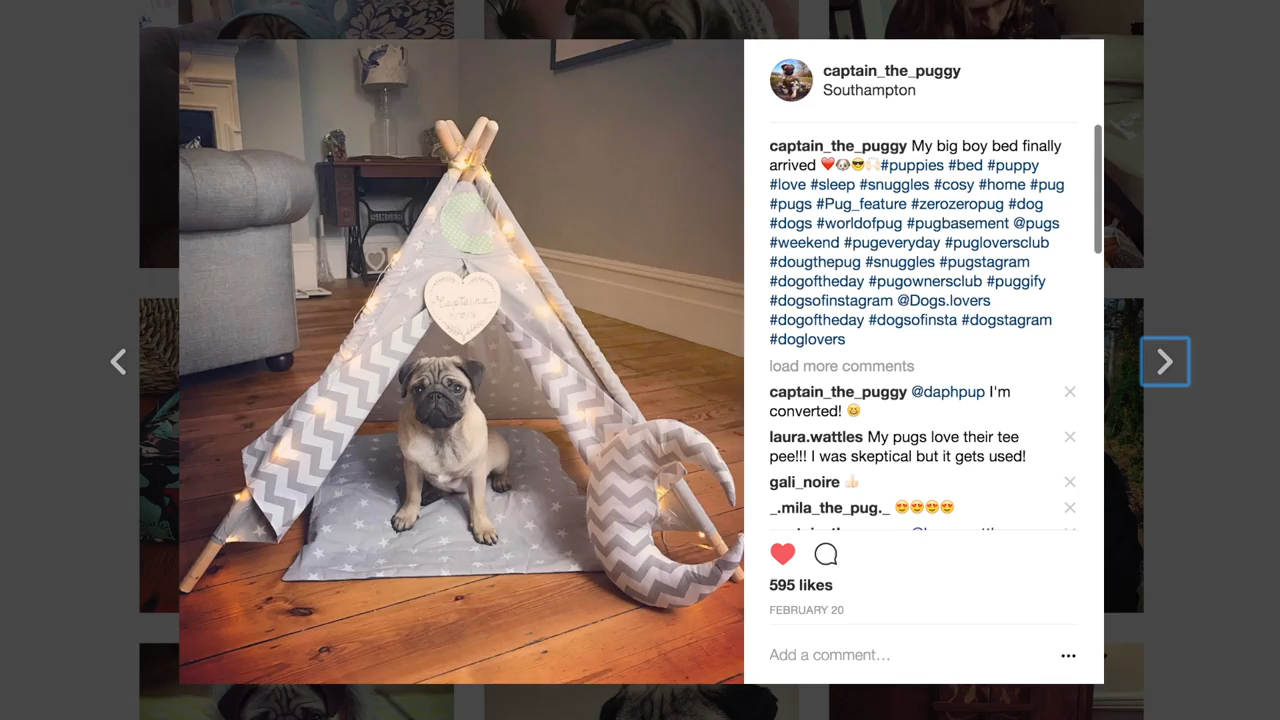 captain_the_puggy
Southampton
captain_the_puggy My big boy bed finally
arrived ❤️🐶😎🙌🏻#puppies #bed #puppy
#love #sleep #snuggles #cosy #home #pug
#pugs #Pug_feature #zerozeropug #dog
#dogs #worldofpug #pugbasement @pugs
#weekend #pugeveryday #pugloversclub
#dougthepug #snuggles #pugstagram
#dogoftheday #pugownersclub #puggify
#dogsofinstagram @Dogs.lovers
#dogoftheday #dogsofinsta #dogstagram
#doglovers
load more comments
captain_the_puggy @daphpup I'm
converted! 😄
laura.wattles My pugs love their tee
pee!!! I was skeptical but it gets used!
gali_noire 👍🏻
_.mila_the_pug._ 😍😍😍😍
595 likes
FEBRUARY 20
Add a comment…
SINGER
Captain